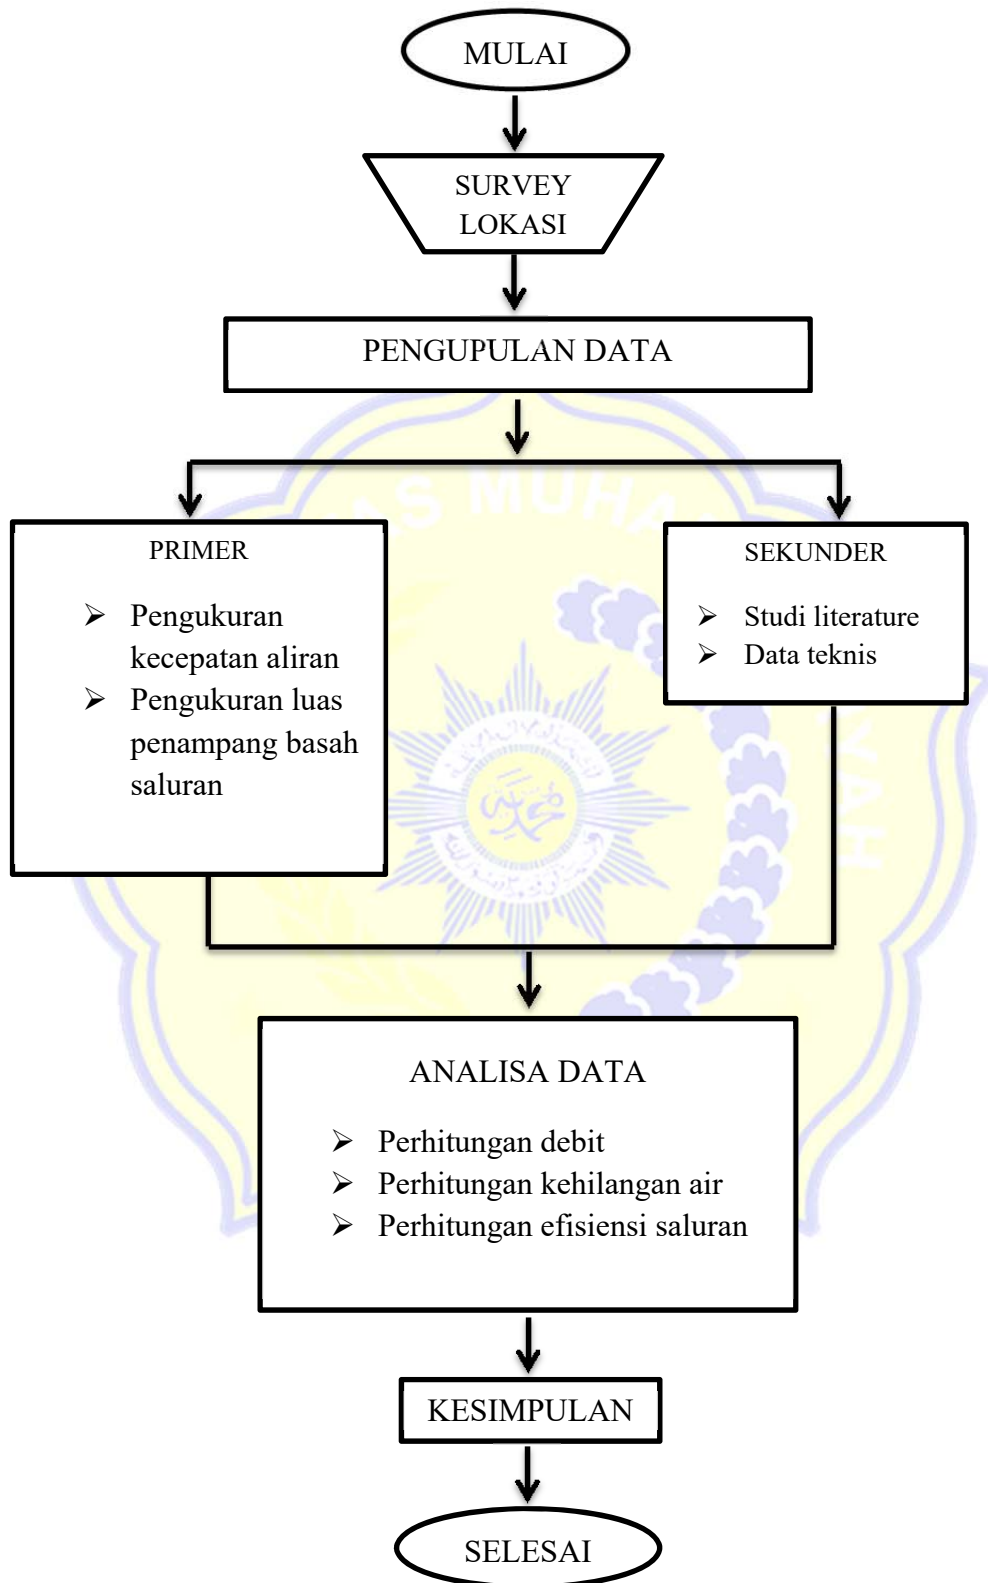 MULAI
SURVEY
LOKASI
PENGUPULAN DATA
PRIMER
➢ Pengukuran
kecepatan aliran
➢ Pengukuran luas
penampang basah
saluran
SEKUNDER
➢ Studi literature
➢ Data teknis
ANALISA DATA
➢ Perhitungan debit
➢ Perhitungan kehilangan air
➢ Perhitungan efisiensi saluran
KESIMPULAN
SELESAI